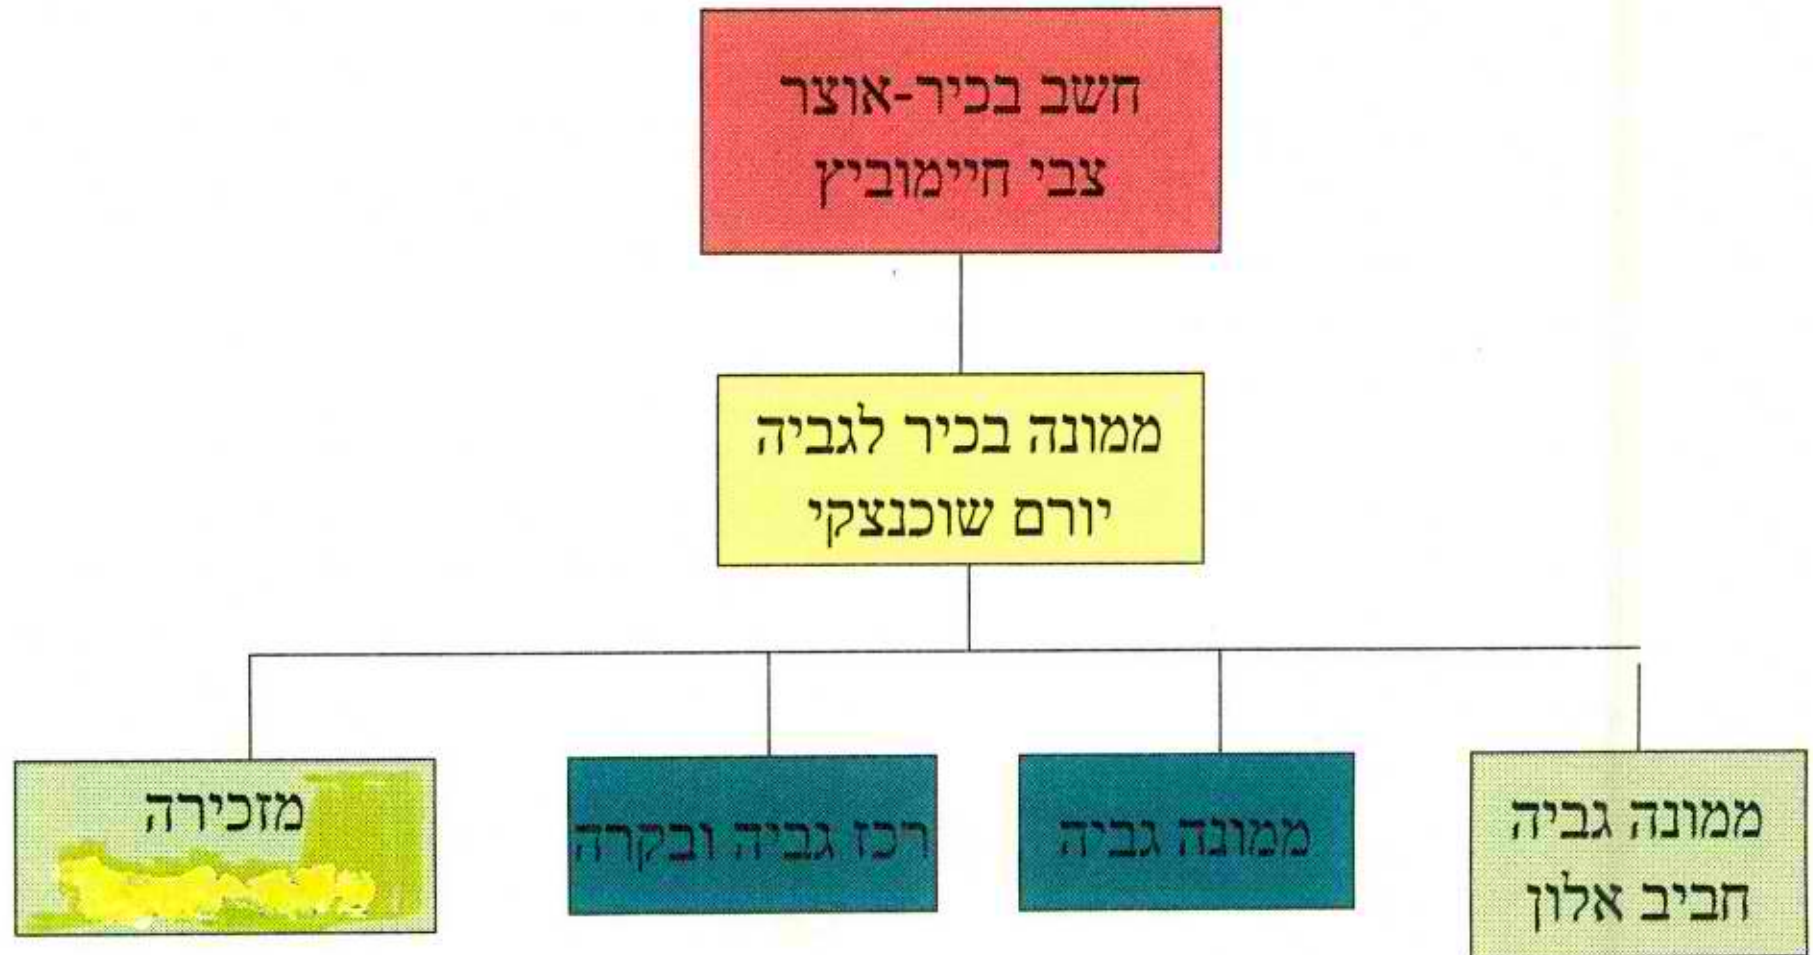 חשב בכיר-אוצר
צבי חיימוביץ
ממונה בכיר לגביה
יורם שוכנצקי
ממונה גביה
חביב אלון
ממונה גביה
רכז גביה ובקרה
מזכירה